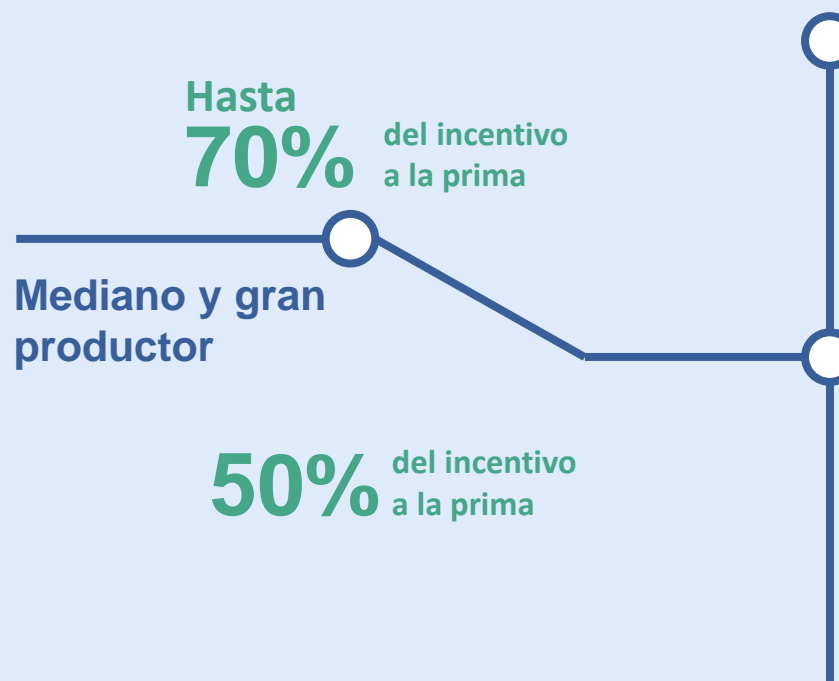 Hasta
70% del incentivo
a la prima
Mediano y gran
productor
50% del incentivo
a la prima